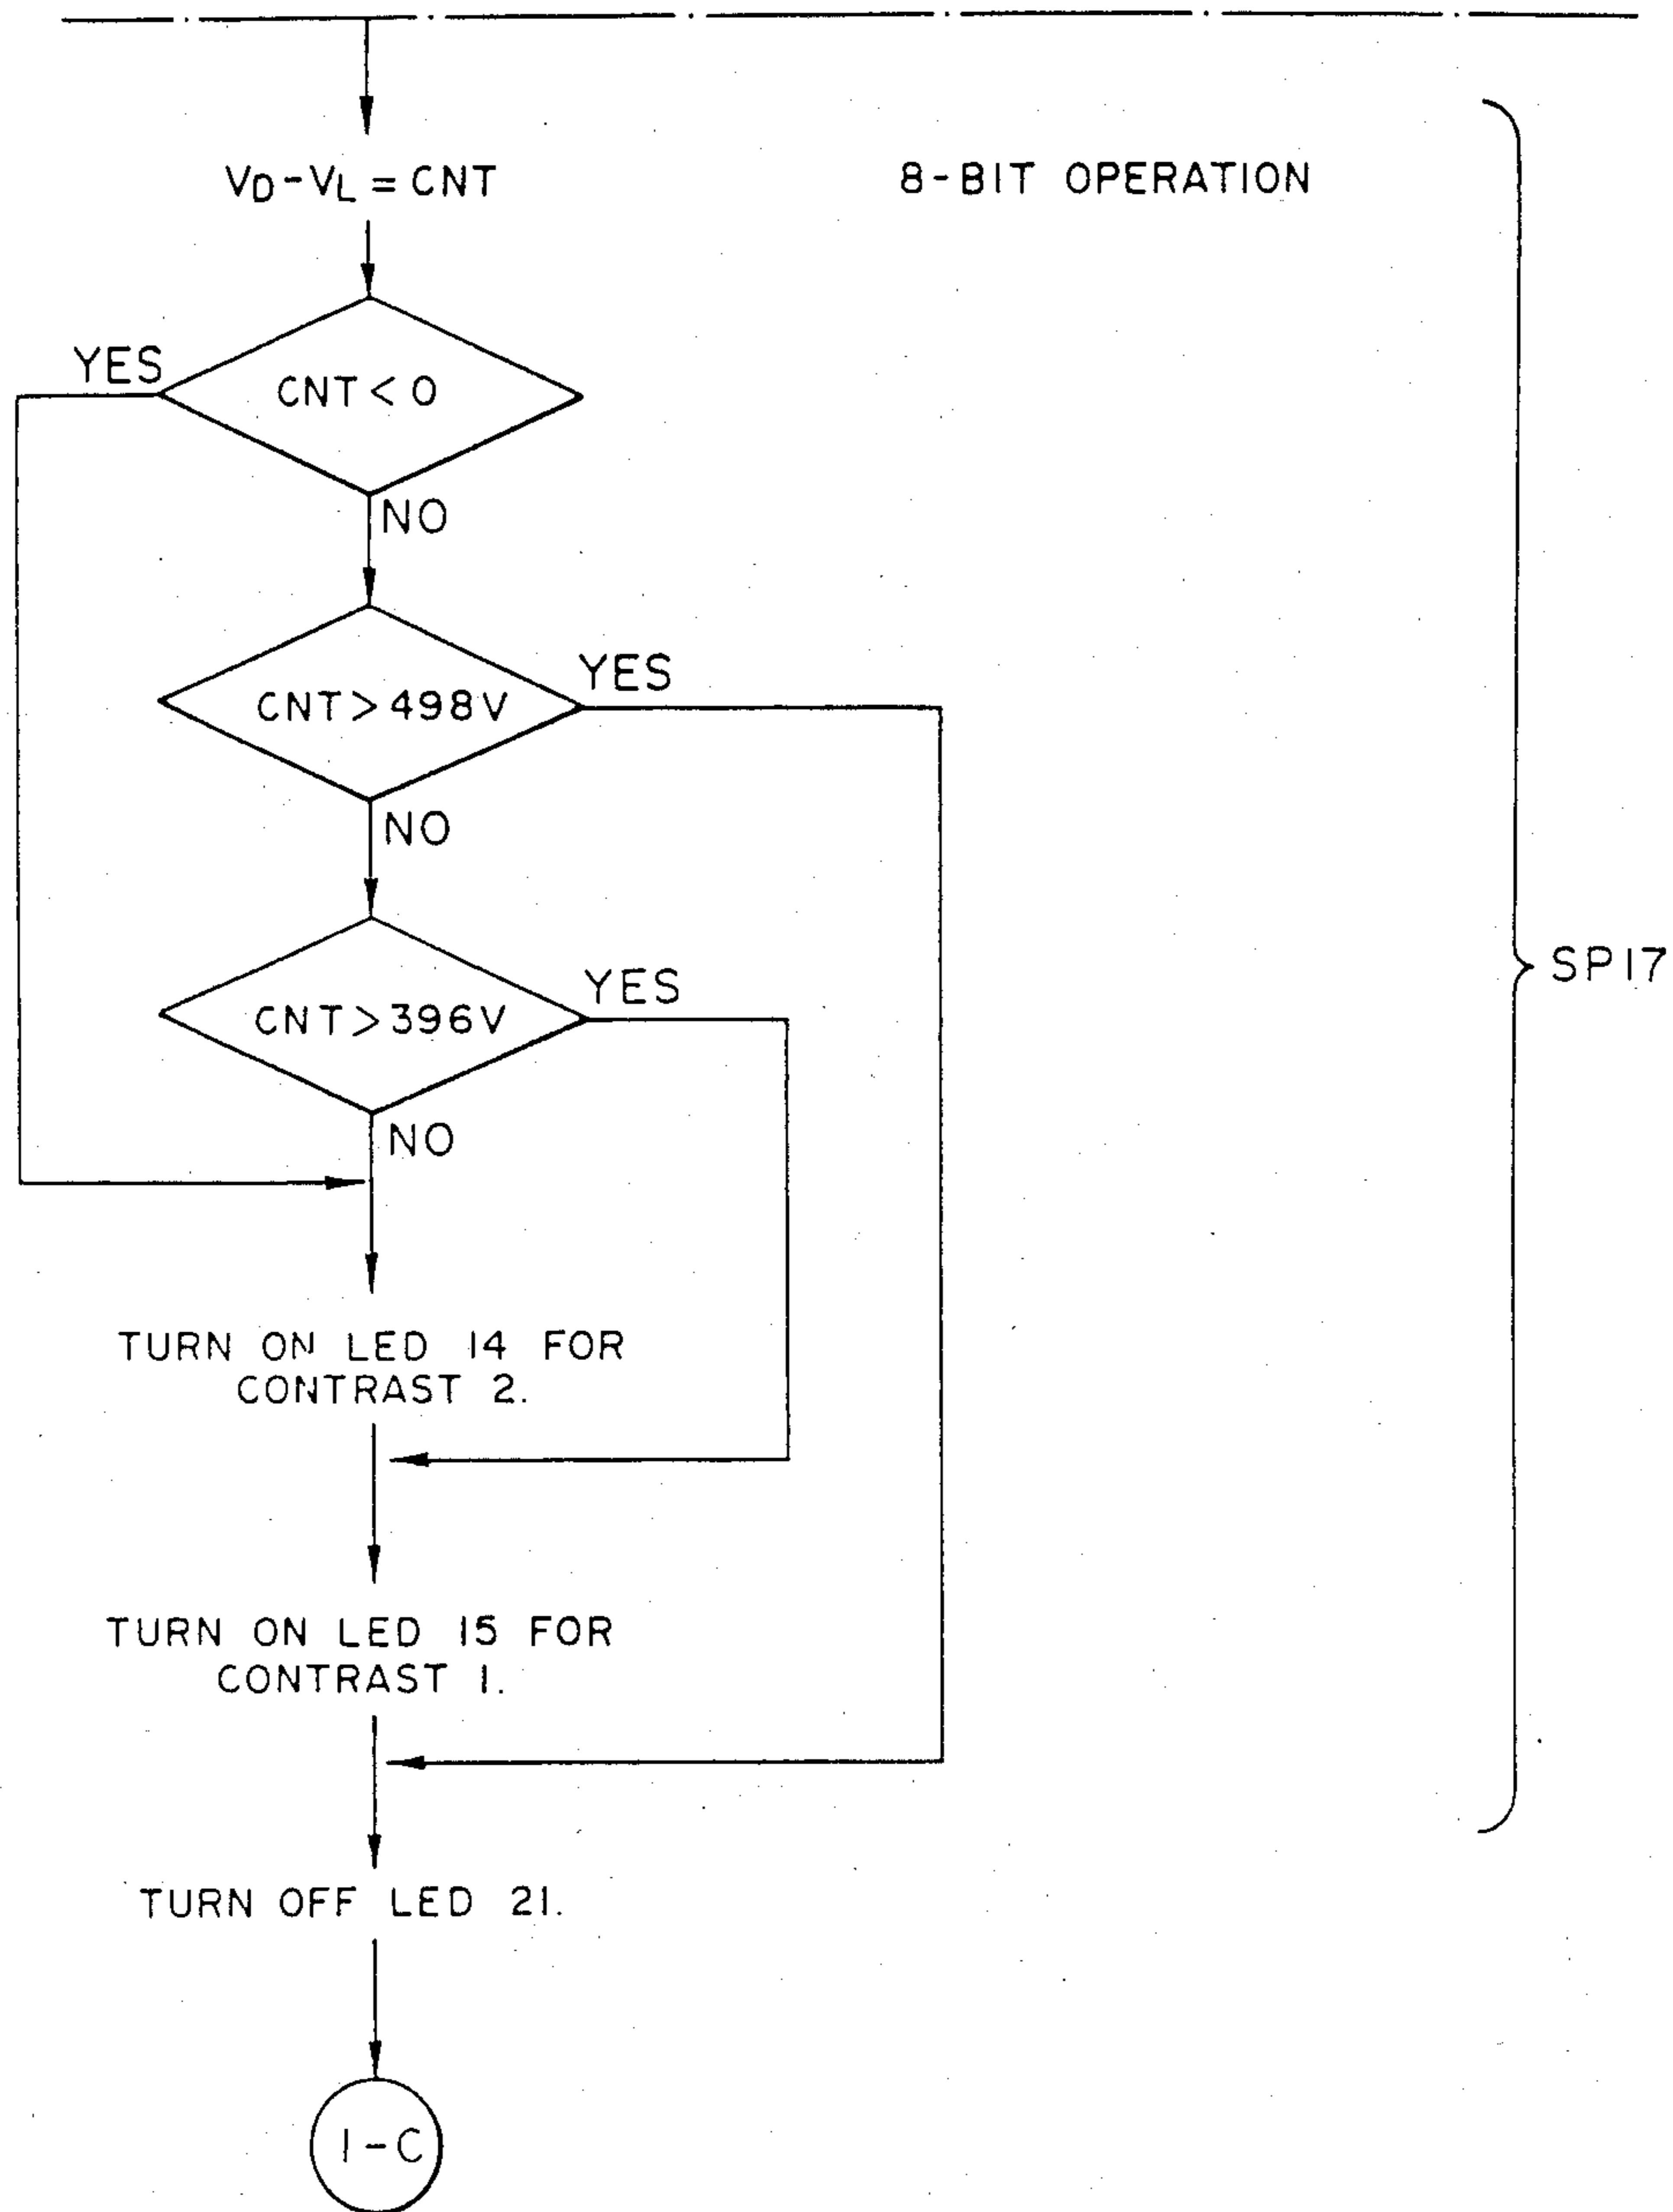 VD-VL = CNT
8-BIT OPERATION
YES
CNT < 0
NO
YES
CNT > 498V
NO
YES
CNT > 396V
SP17
NO
TURN ON LED 14 FOR
CONTRAST 2.
TURN ON LED 15 FOR
CONTRAST 1.
TURN OFF LED 21.
1-C